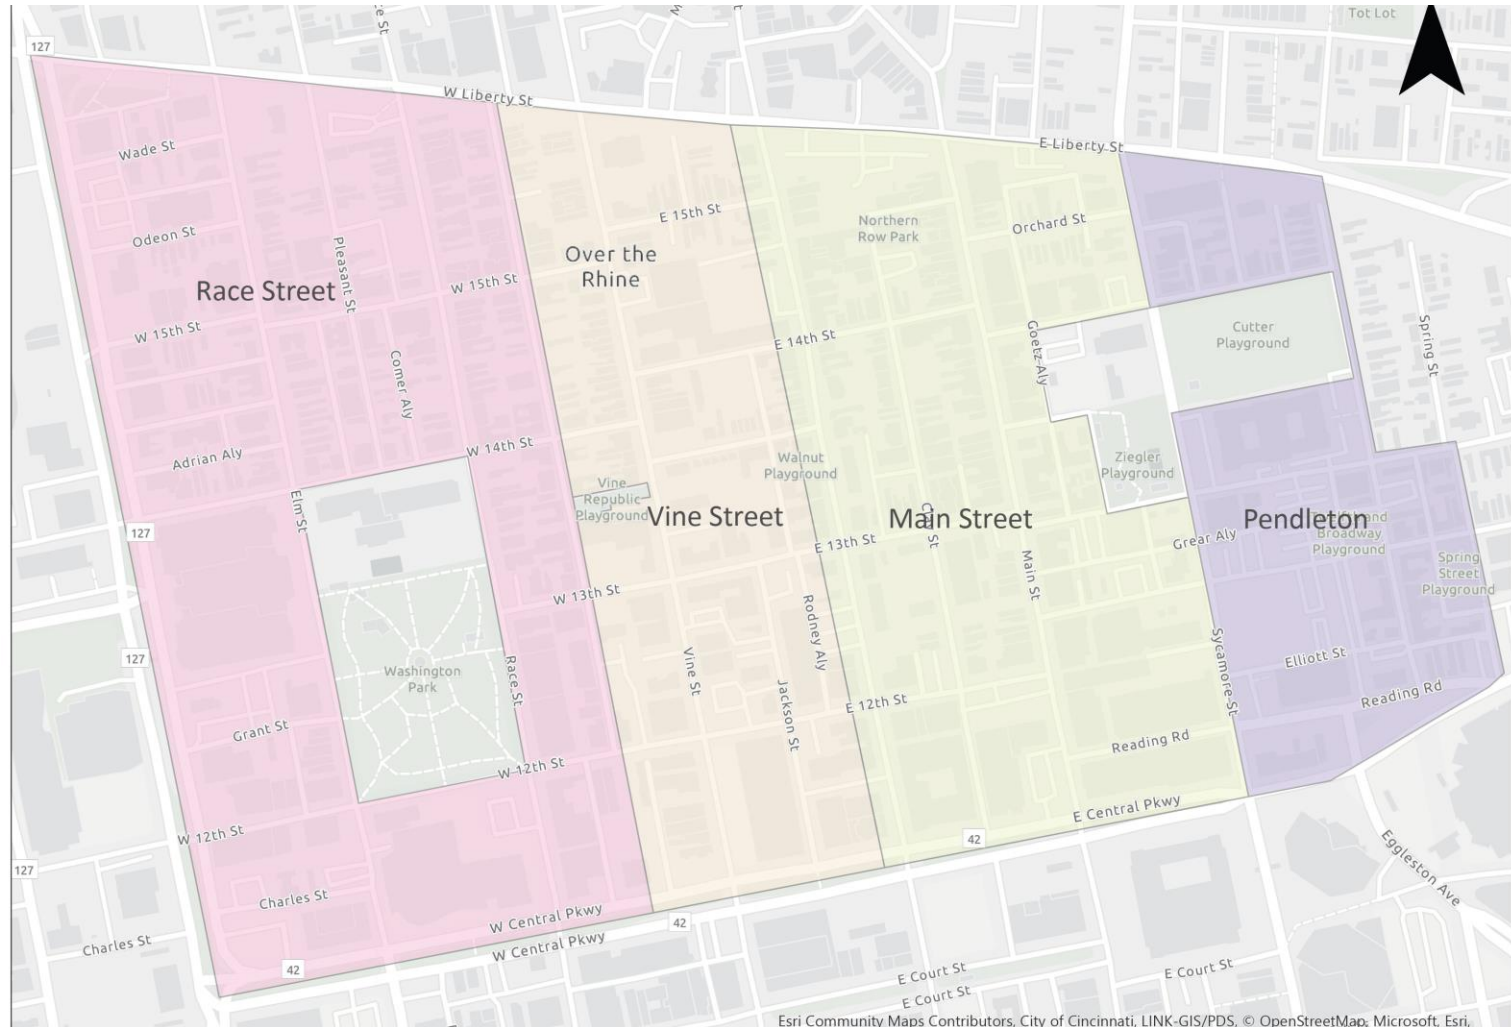 Tot Lot
127
W Liberty St
E Liberty St
Wade St
E 15th St
Northern
Row Park
Orchard St
Odeon St
Pleasant St
Over the
Rhine
Race Street
W 15th St
W 15th St
E 14th St
Goetz Aly
Cutter
Playground
Spring St
Comer Aly
Adrian Aly
W 14th St
Walnut
Playground
Ziegler
Playground
Vine
Republic
Playground
Elm St
Vine Street
Main Street
Clay St
Pendleton
Broadway
Playground
127
E 13th St
Grear Aly
Main St
Spring
Street
Playground
W 13th St
Rodney Aly
127
Washington
Park
Race St
Vine St
Jackson St
Sycamore St
Elliott St
Reading Rd
E 12th St
Grant St
Reading Rd
W 12th St
W 12th St
E Central Pkwy
42
127
Eggleston Ave
Charles St
W Central Pkwy
42
Charles St
W Central Pkwy
42
E Court St
E Court St
E Court St
Esri Community Maps Contributors, City of Cincinnati, LINK-GIS/PDS, © OpenStreetMap, Microsoft, Esri,